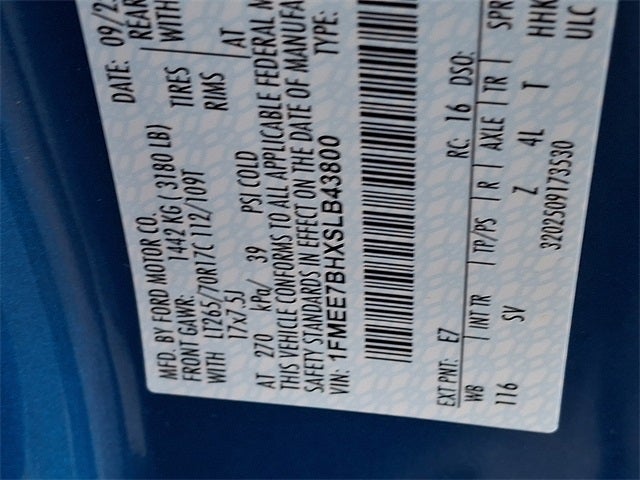 MFD. BY FORD MOTOR CO.
DATE: 09/2
FRONT GAWR: 1442 KG ( 3180 LB)
REAR
WITH LT265/70R17C 112/109T TIRES
WITH
17x7.5J RIMS
AT 270 kPa/ 39 PSI COLD
AT
THIS VEHICLE CONFORMS TO ALL APPLICABLE FEDERAL M
SAFETY STANDARDS IN EFFECT ON THE DATE OF MANUFA
VIN: 1FMEE7BHXSLB43800
TYPE:
EXT PNT: E7 RC: 16 DSO:
WB INT TR TP/PS R AXLE TR SPR
116 SV Z 4L T HHK
3202509173530 ULC